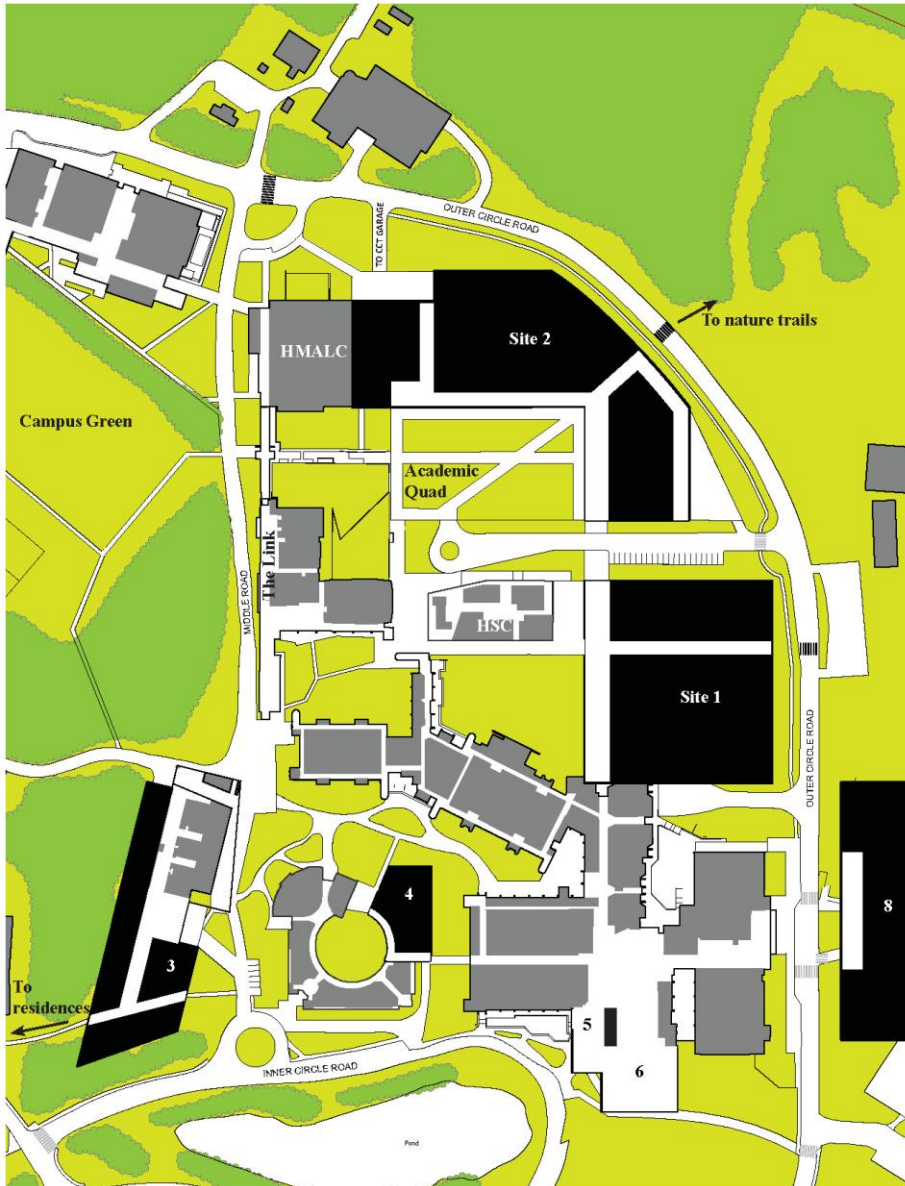 TO CCT GARAGE
OUTER CIRCLE ROAD
To nature trails
Site 2
HMALC
Campus Green
Academic
Quad
The Link
MIDDLE ROAD
HSC
Site 1
OUTER CIRCLE ROAD
4
8
3
To
residences
5
6
INNER CIRCLE ROAD
Pond